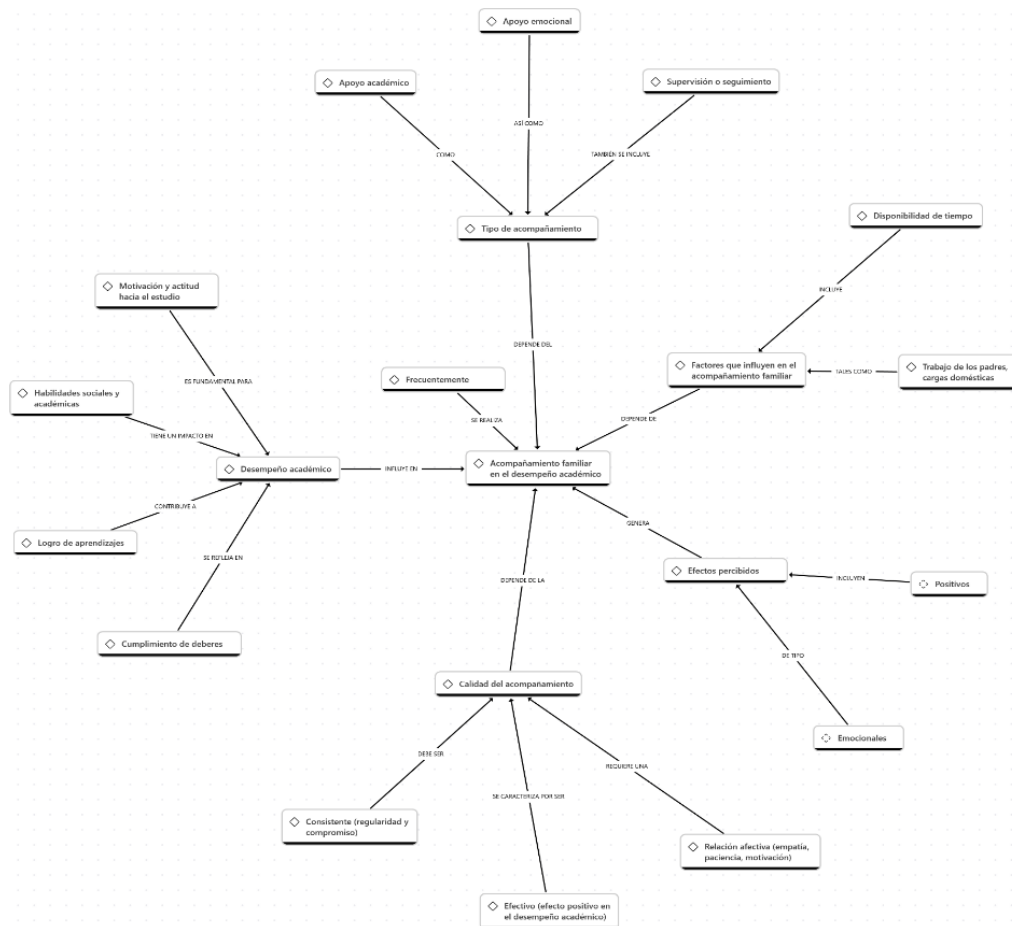 Apoyo emocional
Apoyo académico
Supervisión o seguimiento
ASÍ COMO
COMO
TAMBIÉN SE INCLUYE
Tipo de acompañamiento
Disponibilidad de tiempo
Motivación y actitud
hacia el estudio
INCLUYE
DEPENDE DEL
Factores que influyen en el
acompañamiento familiar
TALES COMO
Trabajo de los padres,
cargas domésticas
Frecuentemente
ES FUNDAMENTAL PARA
Habilidades sociales y
académicas
SE REALIZA
DEPENDE DE
TIENE UN IMPACTO EN
Desempeño académico
INFLUYE EN
Acompañamiento familiar
en el desempeño académico
CONTRIBUYE A
GENERA
Logro de aprendizajes
SE REFLEJA EN
Efectos percibidos
INCLUYEN
Positivos
DEPENDE DE LA
Cumplimiento de deberes
DE TIPO
Calidad del acompañamiento
Emocionales
DEBE SER
REQUIERE UNA
SE CARACTERIZA POR SER
Consistente (regularidad y
compromiso)
Relación afectiva (empatía,
paciencia, motivación)
Efectivo (efecto positivo en
el desempeño académico)